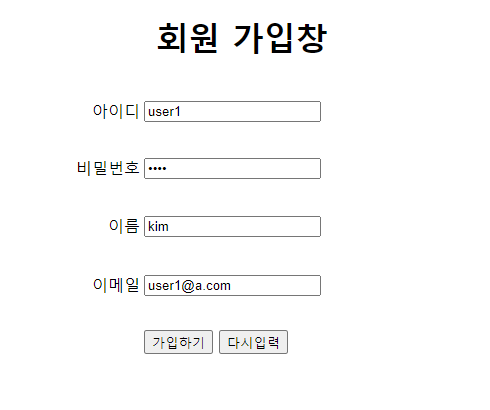 회원 가입창
아이디 user1
비밀번호 ••••
이름 kim
이메일 user1@a.com
가입하기 다시입력